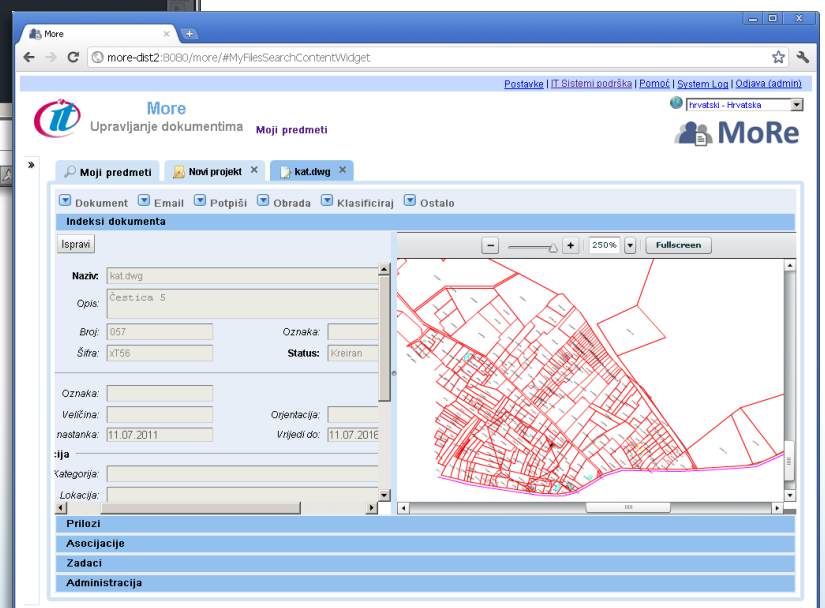 More
more-dist2:8080/more/#MyFilesSearchContentWidget
Postavke | IT Sistemi podrška | Pomoć | System Log | Odjava (admin)
it
More
Upravljanje dokumentima Moji predmeti
hrvatski - Hrvatska
MoRe
»
Moji predmeti Novi projekt × kat.dwg ×
Dokument Email Potpiši Obrada Klasificiraj Ostalo
Indeksi dokumenta
Ispravi
250% Fullscreen
Naziv: kat.dwg
Opis: Čestica 5
Broj: 057 Oznaka:
Šifra: xT56 Status: Kreiran
Oznaka:
Veličina: Orjentacija:
nastanka: 11.07.2011 Vrijedi do: 11.07.2016
cija
Kategorija:
Lokacija:
Prilozi
Asocijacije
Zadaci
Administracija